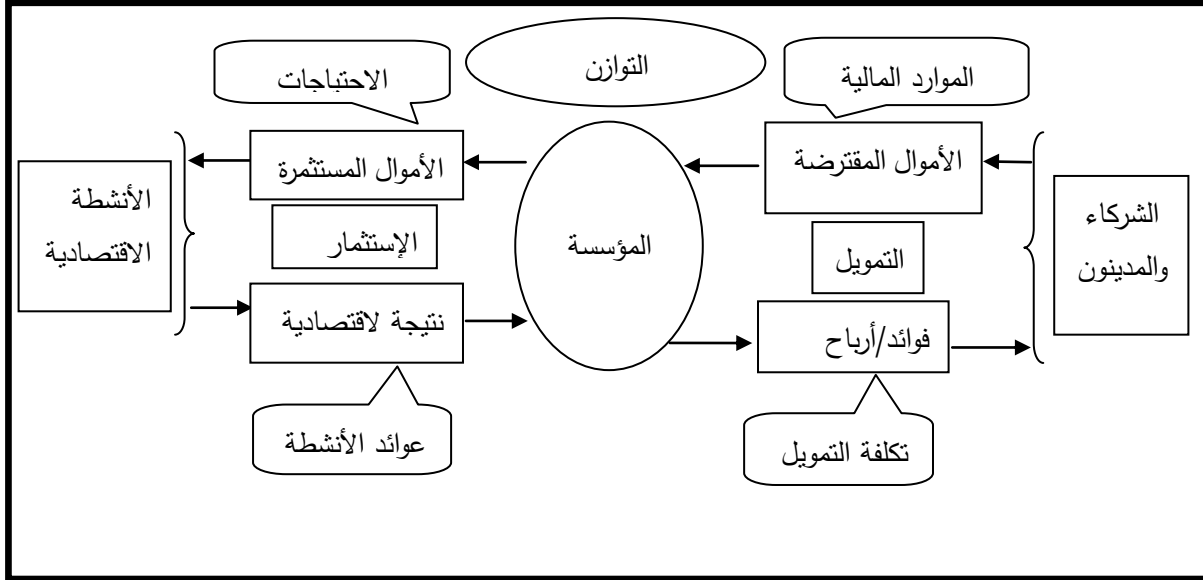 التوازن
الموارد المالية
الاحتياجات
الأموال المقترضة
الأموال المستثمرة
الشركاء
والمدينون
التمويل
المؤسسة
الإستثمار
الأنشطة
الاقتصادية
فوائد/أرباح
نتيجة لاقتصادية
تكلفة التمويل
عوائد الأنشطة